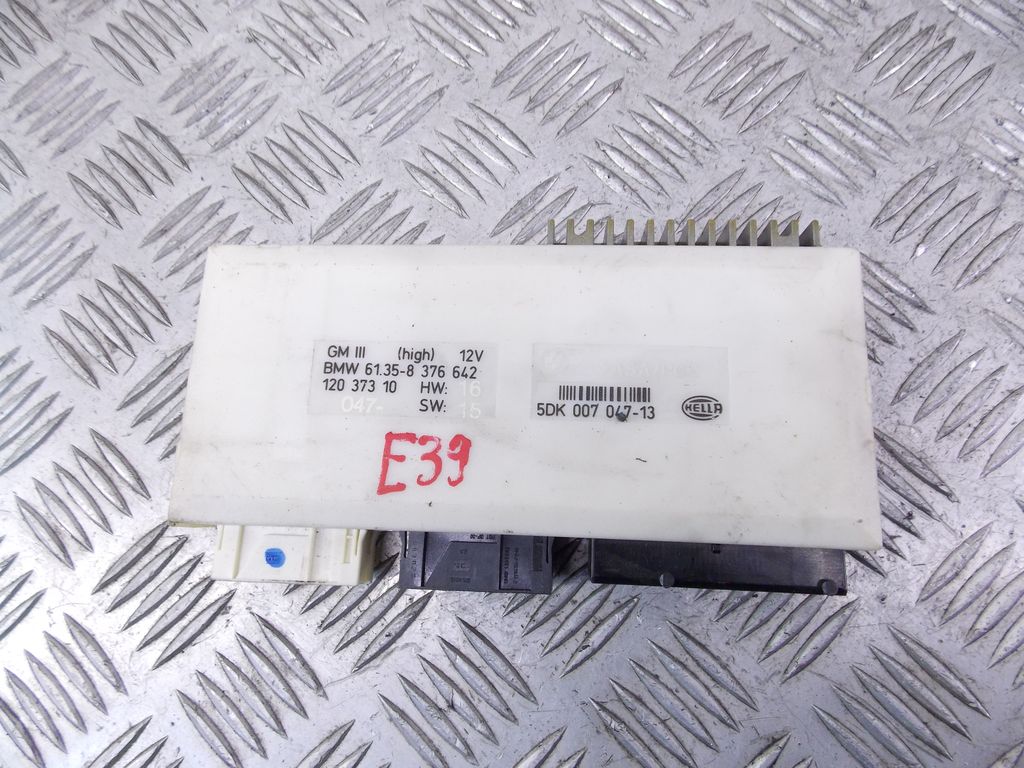 GM III (high) 12V
BMW 61.35-8 376 642
120 373 10 HW: 16
047- SW: 15
5DK 007 047-13
HELLA
E39